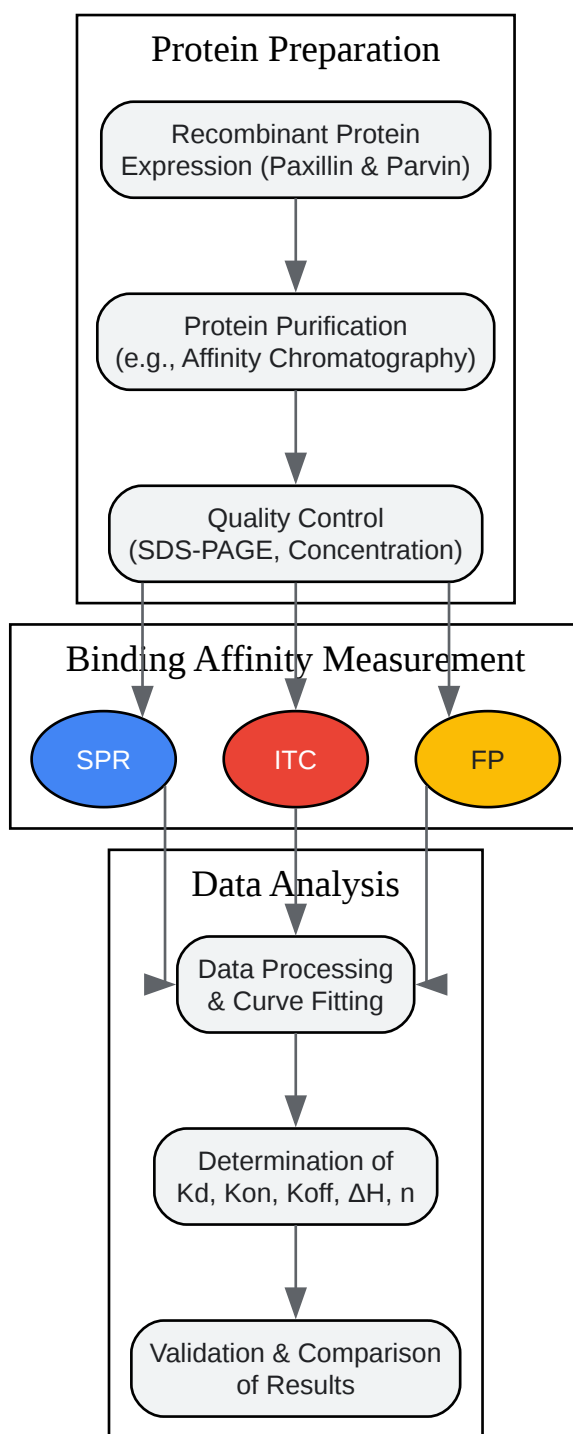 Protein Preparation
Recombinant Protein
Expression (Paxillin & Parvin)
Protein Purification
(e.g., Affinity Chromatography)
Quality Control
(SDS-PAGE, Concentration)
Binding Affinity Measurement
SPR
ITC
FP
Data Analysis
Data Processing
& Curve Fitting
Determination of
Kd, Kon, Koff, ΔH, n
Validation & Comparison
of Results